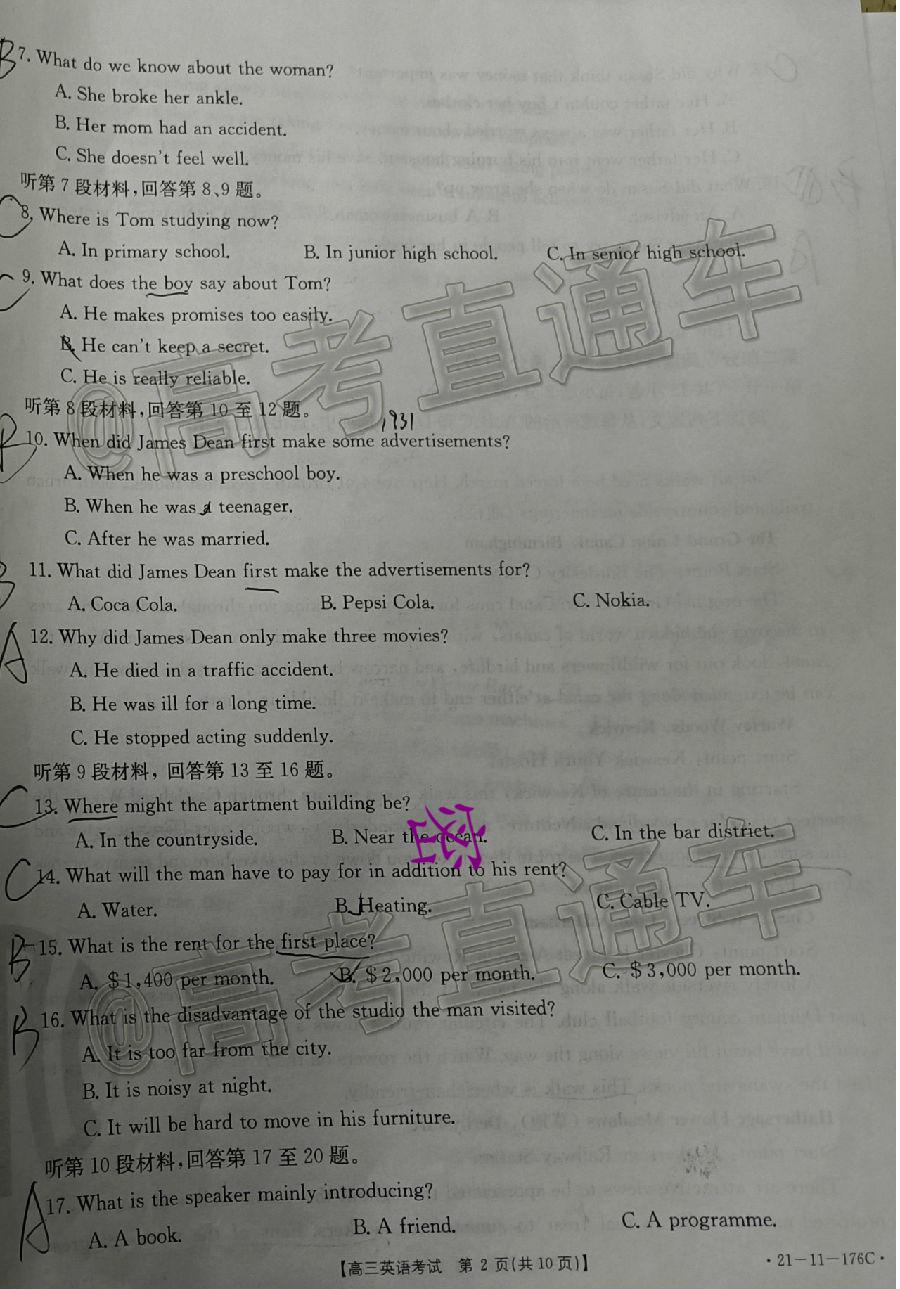 B 7. What do we know about the woman?
A. She broke her ankle.
B. Her mom had an accident.
C. She doesn't feel well.
听第7段材料,回答第8、9题。
8. Where is Tom studying now?
A. In primary school. B. In junior high school. C. In senior high school.
9. What does the boy say about Tom?
A. He makes promises too easily.
B. He can't keep a secret.
C. He is really reliable.
听第8段材料,回答第10至12题。
1931
B 10. When did James Dean first make some advertisements?
A. When he was a preschool boy.
B. When he was a teenager.
C. After he was married.
B 11. What did James Dean first make the advertisements for?
A. Coca Cola. B. Pepsi Cola. C. Nokia.
A 12. Why did James Dean only make three movies?
A. He died in a traffic accident.
B. He was ill for a long time.
C. He stopped acting suddenly.
听第9段材料,回答第13至16题。
C 13. Where might the apartment building be?
A. In the countryside. B. Near the ocean. C. In the bar district.
C 14. What will the man have to pay for in addition to his rent?
A. Water. B. Heating. C. Cable TV.
B 15. What is the rent for the first place?
A. $1,400 per month. B. $2,000 per month. C. $3,000 per month.
B 16. What is the disadvantage of the studio the man visited?
A. It is too far from the city.
B. It is noisy at night.
C. It will be hard to move in his furniture.
听第10段材料,回答第17至20题。
A 17. What is the speaker mainly introducing?
A. A book. B. A friend. C. A programme.
【高三英语考试 第2页(共10页)】 ·21-11-176C·
@高考直通车
@高考直通车